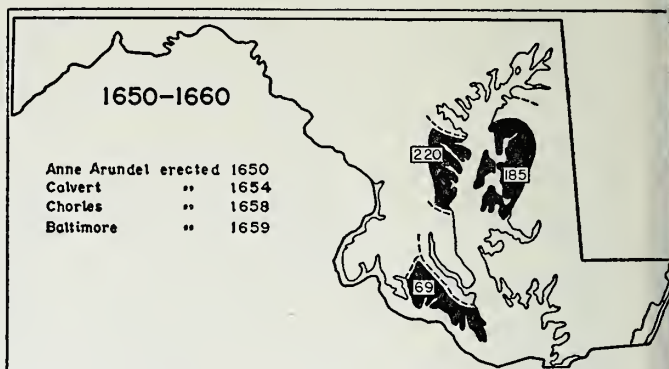 1650-1660
Anne Arundel erected 1650
Calvert " 1654
Chorles " 1658
Baltimore " 1659
220
185
69